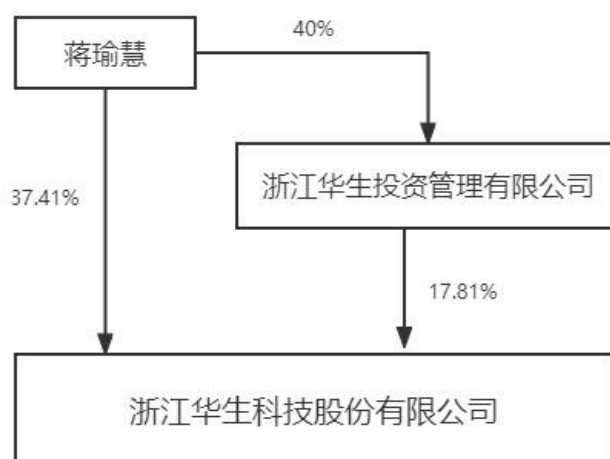 40%
蒋瑜慧
浙江华生投资管理有限公司
37.41%
17.81%
浙江华生科技股份有限公司